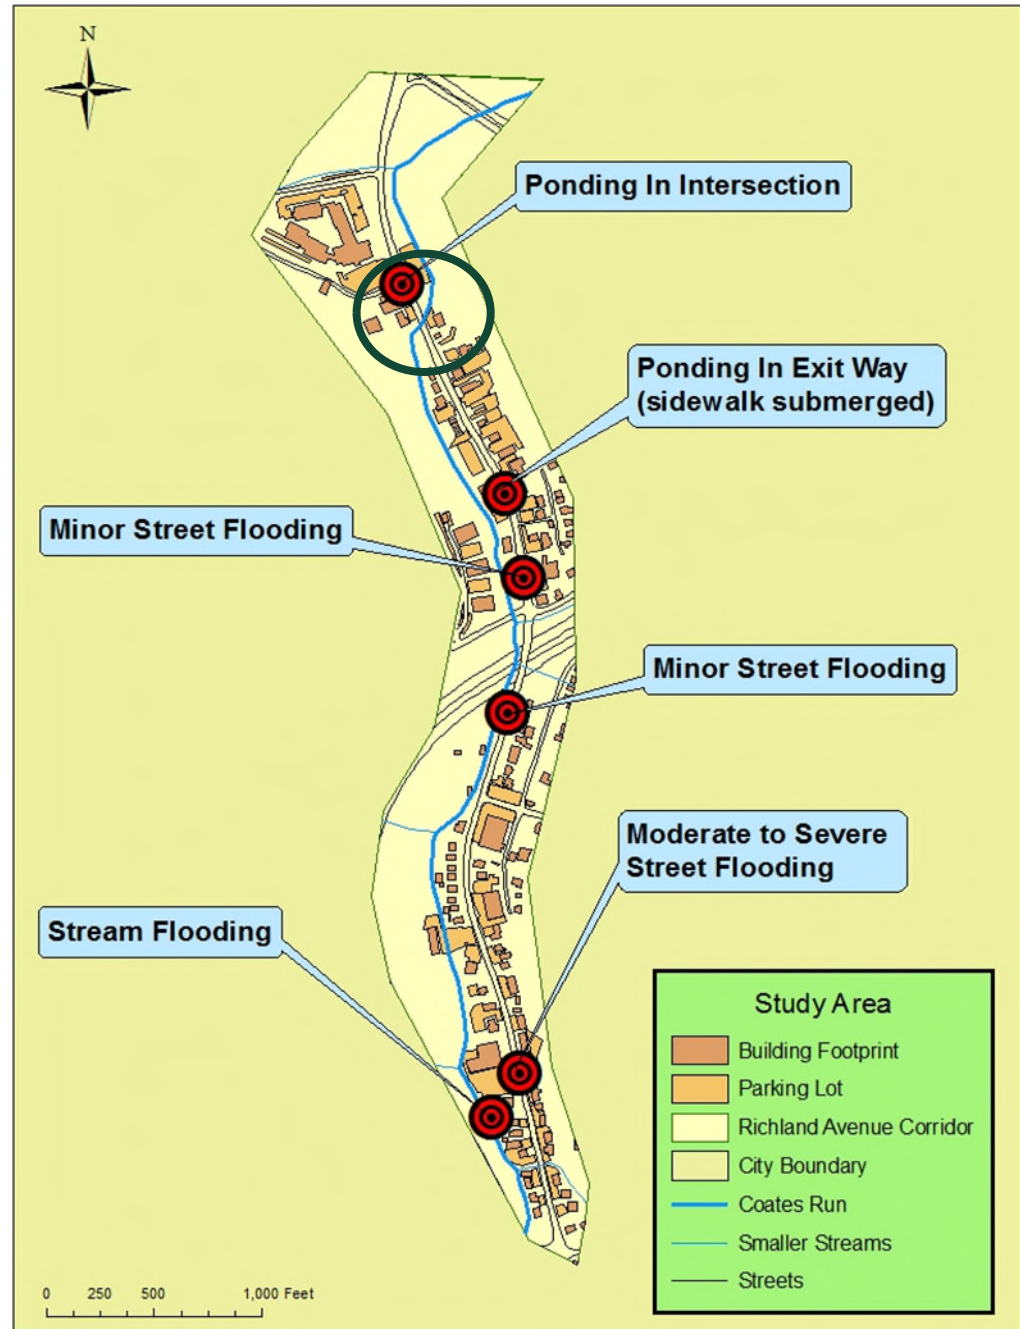 N
Ponding In Intersection
Ponding In Exit Way
(sidewalk submerged)
Minor Street Flooding
Minor Street Flooding
Moderate to Severe
Street Flooding
Stream Flooding
Study Area
Building Footprint
Parking Lot
Richland Avenue Corridor
City Boundary
Coates Run
Smaller Streams
Streets
0 250 500 1,000 Feet